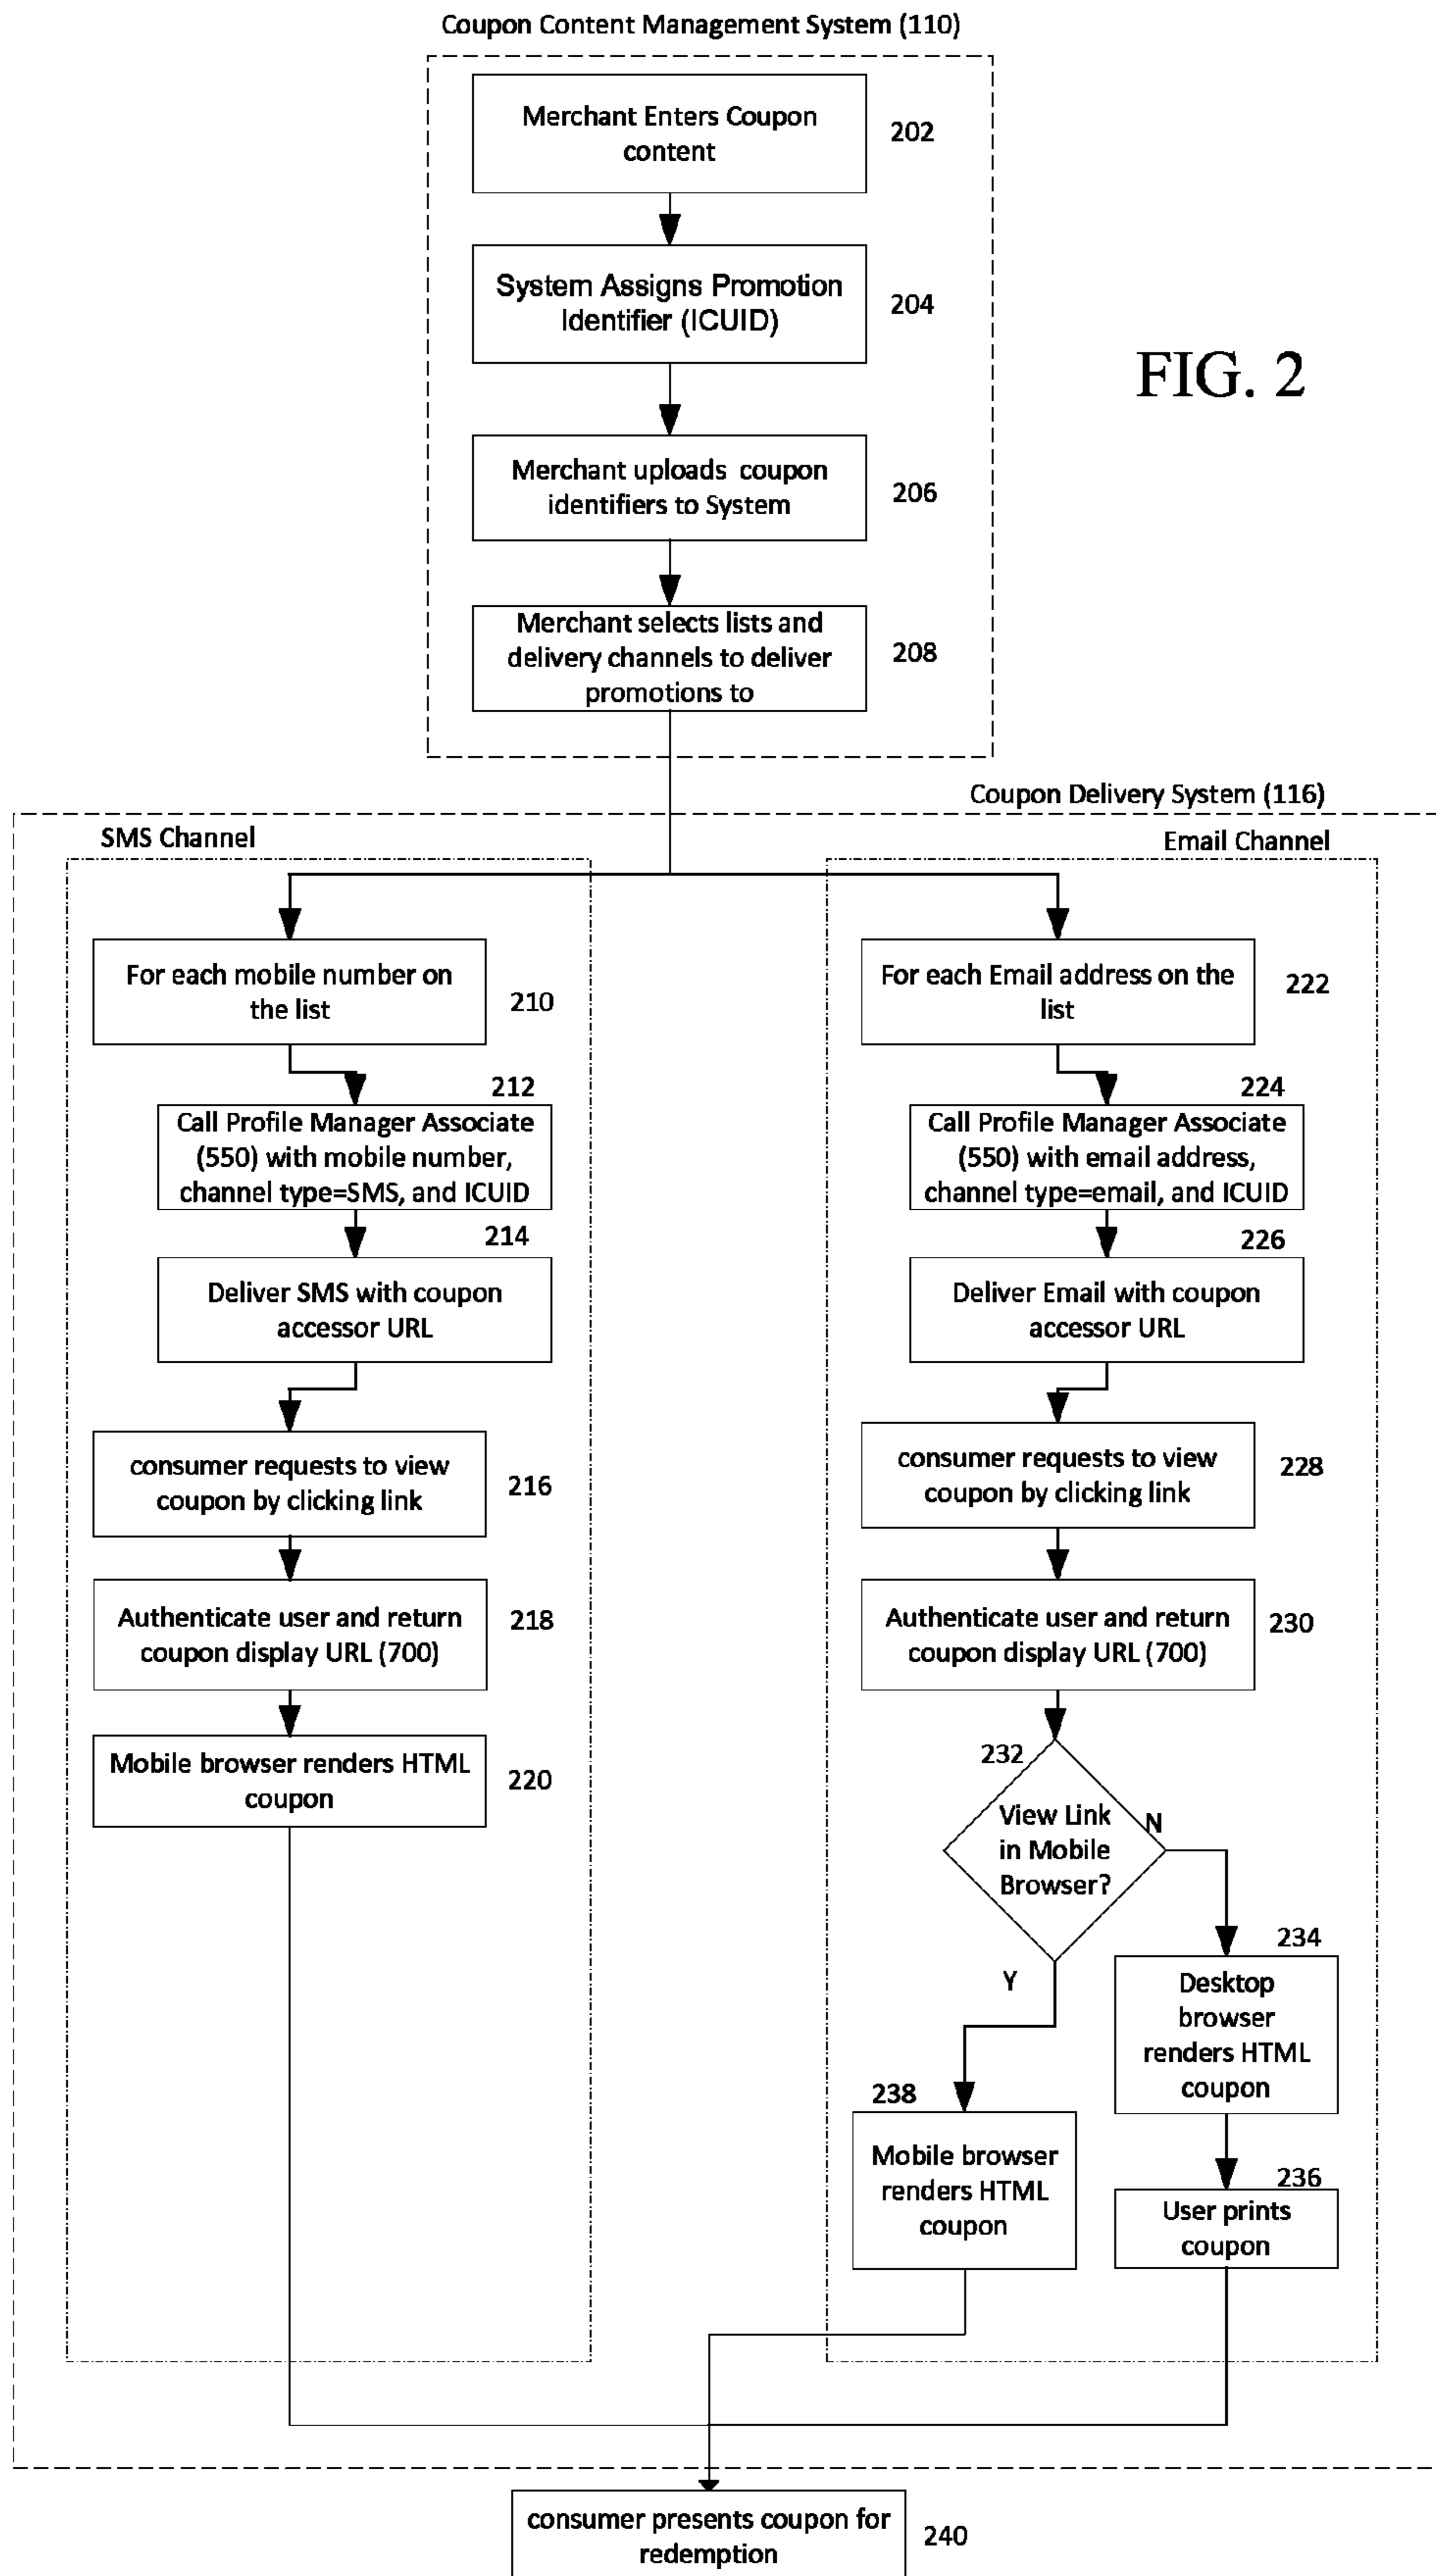 Coupon Content Management System (110)
Merchant Enters Coupon
content
202
System Assigns Promotion
Identifier (ICUID)
204
FIG. 2
Merchant uploads coupon
identifiers to System
206
Merchant selects lists and
delivery channels to deliver
promotions to
208
Coupon Delivery System (116)
SMS Channel
For each mobile number on
the list
210
212
Call Profile Manager Associate
(550) with mobile number,
channel type=SMS, and ICUID
214
Deliver SMS with coupon
accessor URL
consumer requests to view
coupon by clicking link
216
Authenticate user and return
coupon display URL (700)
218
Mobile browser renders HTML
coupon
220
Email Channel
For each Email address on the
list
222
224
Call Profile Manager Associate
(550) with email address,
channel type=email, and ICUID
226
Deliver Email with coupon
accessor URL
consumer requests to view
coupon by clicking link
228
Authenticate user and return
coupon display URL (700)
230
232
View Link
in Mobile
Browser?
N
Y
234
Desktop
browser
renders HTML
coupon
236
User prints
coupon
238
Mobile browser
renders HTML
coupon
consumer presents coupon for
redemption
240